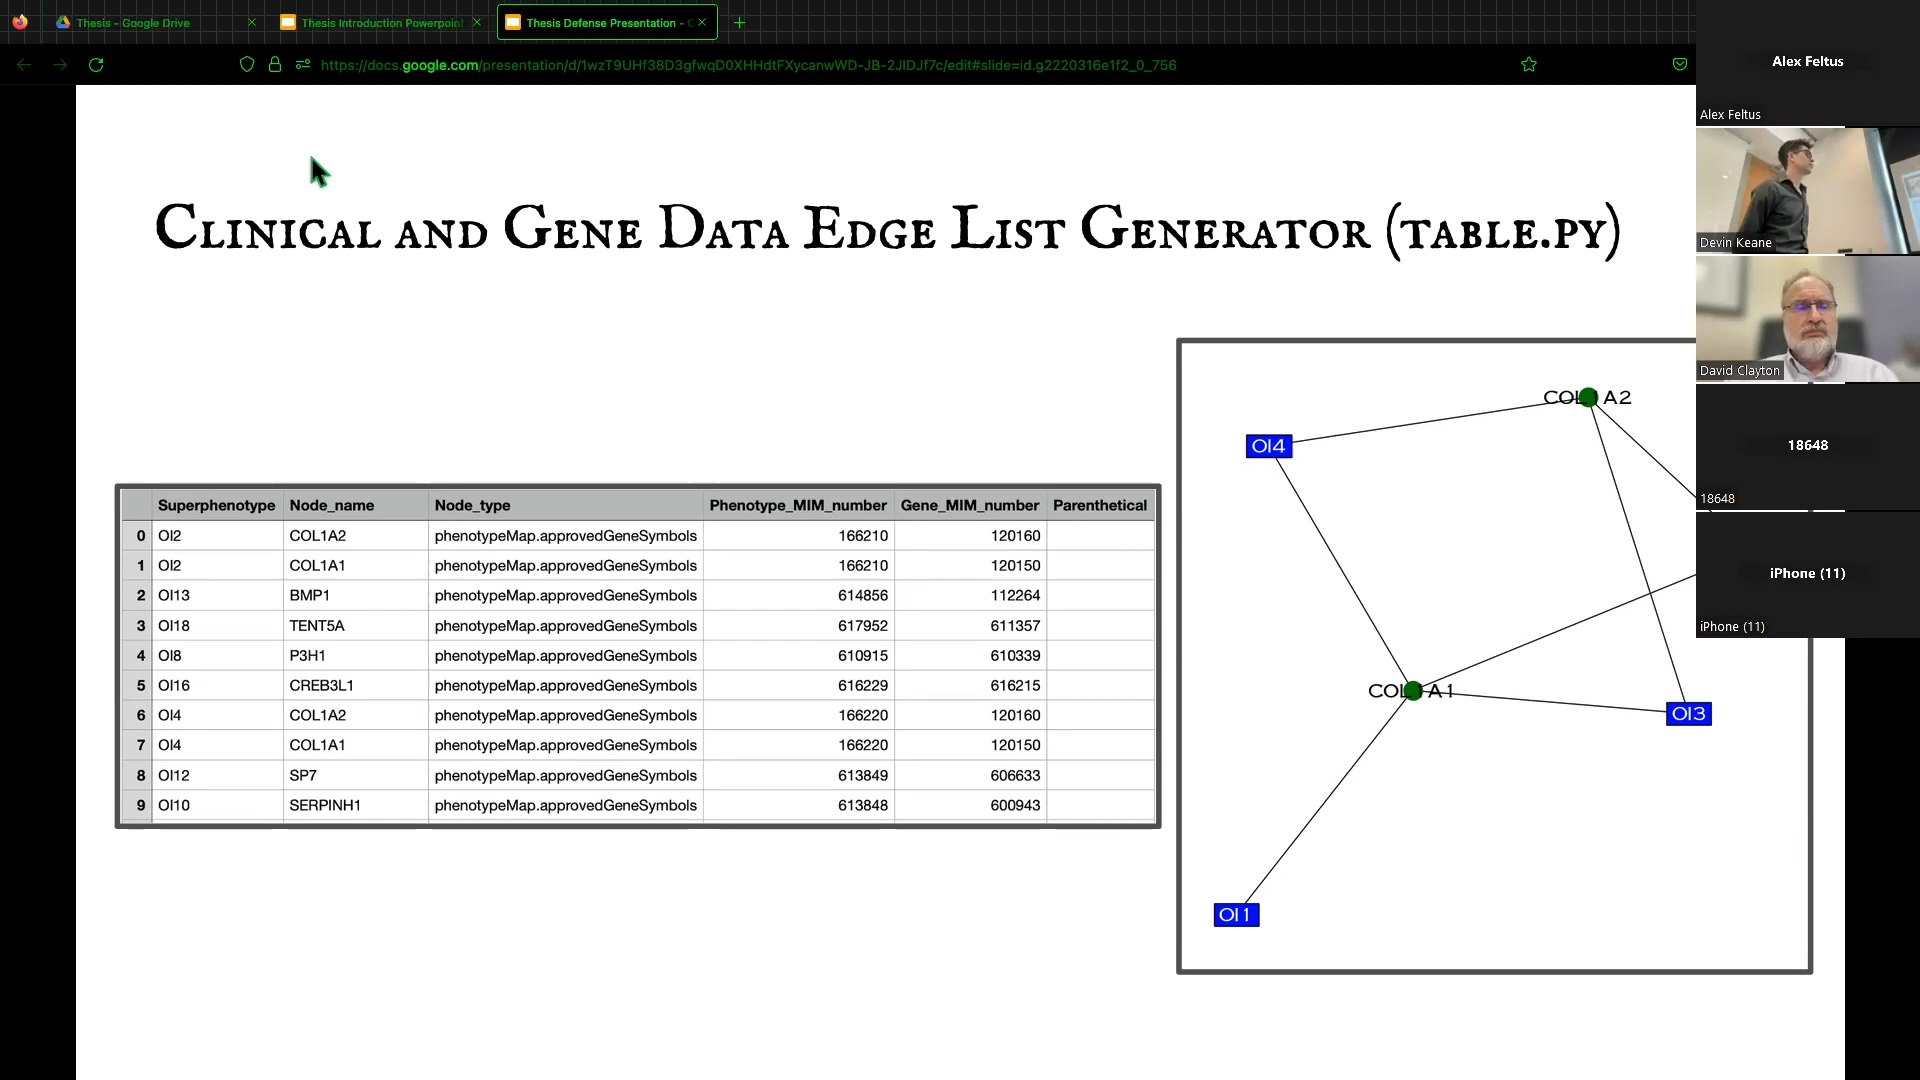 Thesis - Google Drive
Thesis Introduction Powerpoint
Thesis Defense Presentation -
https://docs.google.com/presentation/d/1wzT9UHf38D3gfwqD0XHHdtFXycanwWD-JB-2JIDJf7c/edit#slide=id.g2220316e1f2_0_756
Clinical and Gene Data Edge List Generator (table.py)
Superphenotype Node_name Node_type Phenotype_MIM_number Gene_MIM_number Parenthetical
0 OI2 COL1A2 phenotypeMap.approvedGeneSymbols 166210 120160
1 OI2 COL1A1 phenotypeMap.approvedGeneSymbols 166210 120150
2 OI13 BMP1 phenotypeMap.approvedGeneSymbols 614856 112264
3 OI18 TENT5A phenotypeMap.approvedGeneSymbols 617952 611357
4 OI8 P3H1 phenotypeMap.approvedGeneSymbols 610915 610339
5 OI16 CREB3L1 phenotypeMap.approvedGeneSymbols 616229 616215
6 OI4 COL1A2 phenotypeMap.approvedGeneSymbols 166220 120160
7 OI4 COL1A1 phenotypeMap.approvedGeneSymbols 166220 120150
8 OI12 SP7 phenotypeMap.approvedGeneSymbols 613849 606633
9 OI10 SERPINH1 phenotypeMap.approvedGeneSymbols 613848 600943
COL1A2
OI4
COL1A1
OI3
OI1
Alex Feltus
Alex Feltus
Devin Keane
David Clayton
18648
18648
iPhone (11)
iPhone (11)